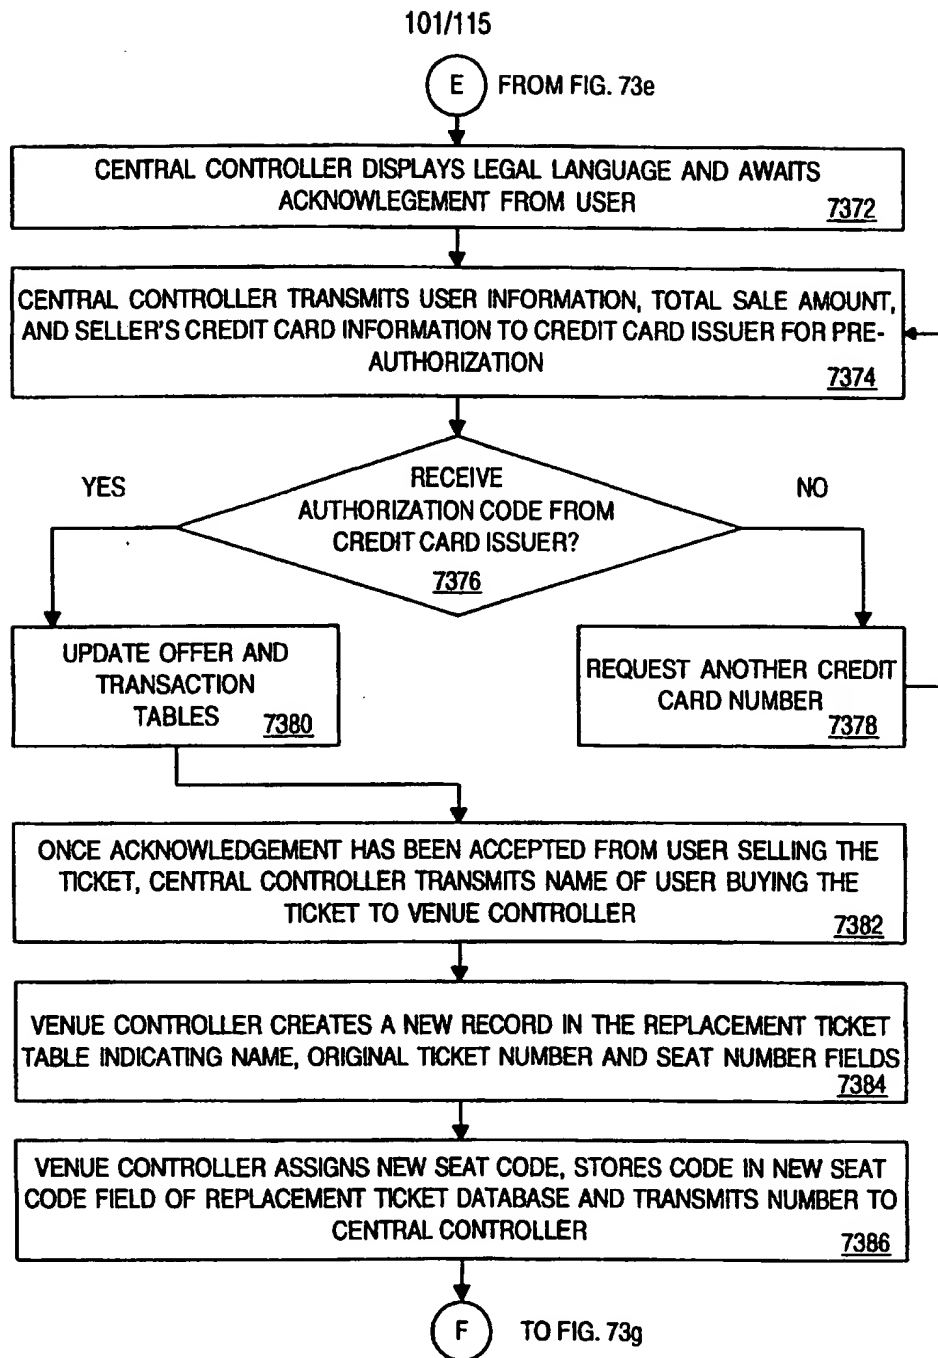 101/115
E FROM FIG. 73e
CENTRAL CONTROLLER DISPLAYS LEGAL LANGUAGE AND AWAITS
ACKNOWLEGEMENT FROM USER
7372
CENTRAL CONTROLLER TRANSMITS USER INFORMATION, TOTAL SALE AMOUNT,
AND SELLER'S CREDIT CARD INFORMATION TO CREDIT CARD ISSUER FOR PRE-
AUTHORIZATION
7374
YES
RECEIVE
AUTHORIZATION CODE FROM
CREDIT CARD ISSUER?
7376
NO
UPDATE OFFER AND
TRANSACTION
TABLES
7380
REQUEST ANOTHER CREDIT
CARD NUMBER
7378
ONCE ACKNOWLEDGEMENT HAS BEEN ACCEPTED FROM USER SELLING THE
TICKET, CENTRAL CONTROLLER TRANSMITS NAME OF USER BUYING THE
TICKET TO VENUE CONTROLLER
7382
VENUE CONTROLLER CREATES A NEW RECORD IN THE REPLACEMENT TICKET
TABLE INDICATING NAME, ORIGINAL TICKET NUMBER AND SEAT NUMBER FIELDS
7384
VENUE CONTROLLER ASSIGNS NEW SEAT CODE, STORES CODE IN NEW SEAT
CODE FIELD OF REPLACEMENT TICKET DATABASE AND TRANSMITS NUMBER TO
CENTRAL CONTROLLER
7386
F TO FIG. 73g